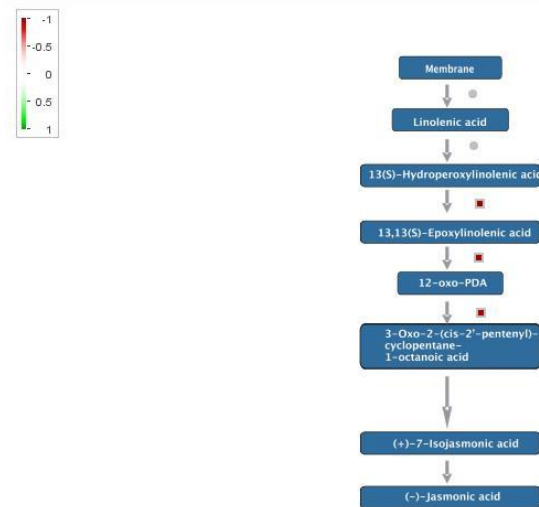 -1
-0.5
0
0.5
1
Membrane
Linolenic acid
13(S)-Hydroperoxylinolenic acid
13,13(S)-Epoxylinolenic acid
12-oxo-PDA
3-Oxo-2-(cis-2'-pentenyl)-
cyclopentane-
1-octanoic acid
(+)-7-Isojasmonic acid
(-)-Jasmonic acid